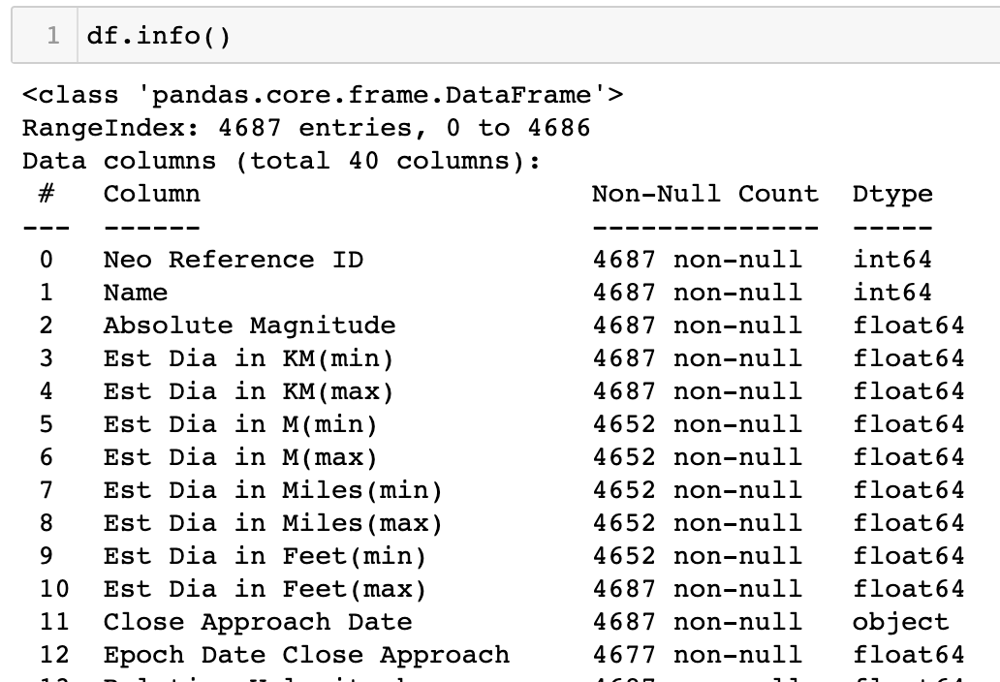 1 df.info()
<class 'pandas.core.frame.DataFrame'>
RangeIndex: 4687 entries, 0 to 4686
Data columns (total 40 columns):
# Column Non-Null Count Dtype
--- ------ -------------- -----
0 Neo Reference ID 4687 non-null int64
1 Name 4687 non-null int64
2 Absolute Magnitude 4687 non-null float64
3 Est Dia in KM(min) 4687 non-null float64
4 Est Dia in KM(max) 4687 non-null float64
5 Est Dia in M(min) 4652 non-null float64
6 Est Dia in M(max) 4652 non-null float64
7 Est Dia in Miles(min) 4652 non-null float64
8 Est Dia in Miles(max) 4652 non-null float64
9 Est Dia in Feet(min) 4652 non-null float64
10 Est Dia in Feet(max) 4687 non-null float64
11 Close Approach Date 4687 non-null object
12 Epoch Date Close Approach 4677 non-null float64